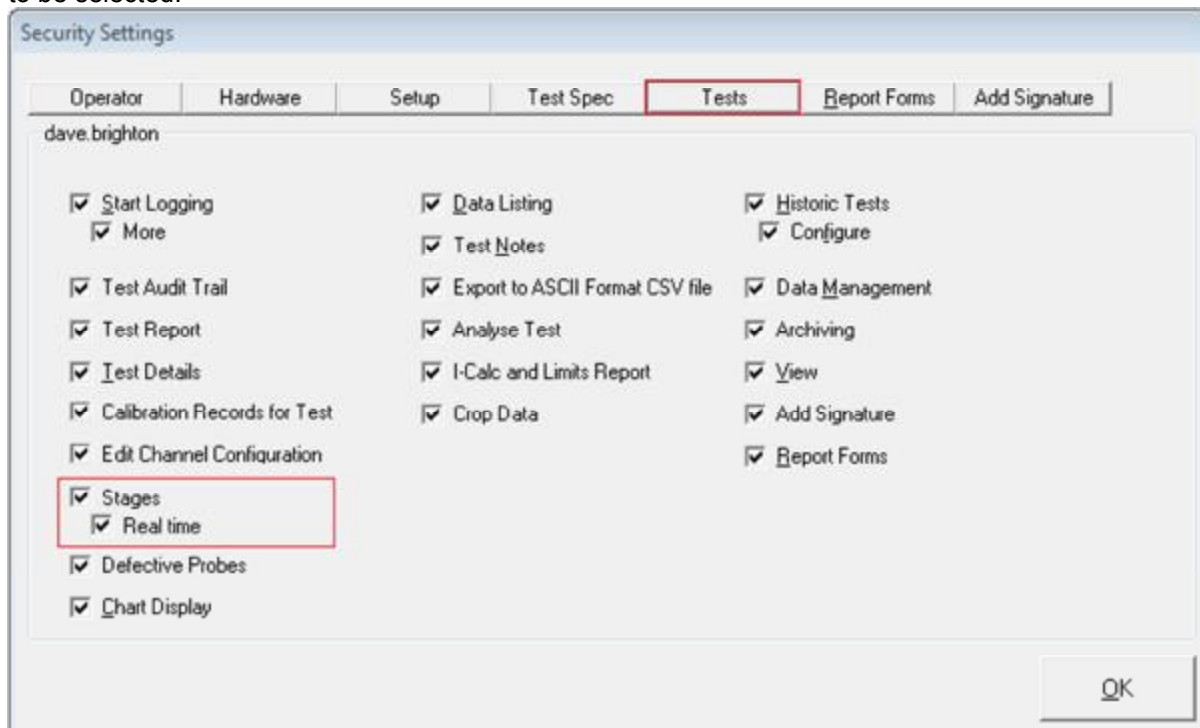 to be selected.
Security Settings
Operator Hardware Setup Test Spec Tests Report Forms Add Signature
dave.brighton
Start Logging
More
Test Audit Trail
Test Report
Test Details
Calibration Records for Test
Edit Channel Configuration
Stages
Real time
Defective Probes
Chart Display
Data Listing
Test Notes
Export to ASCII Format CSV file
Analyse Test
I-Calc and Limits Report
Crop Data
Historic Tests
Configure
Data Management
Archiving
View
Add Signature
Report Forms
OK